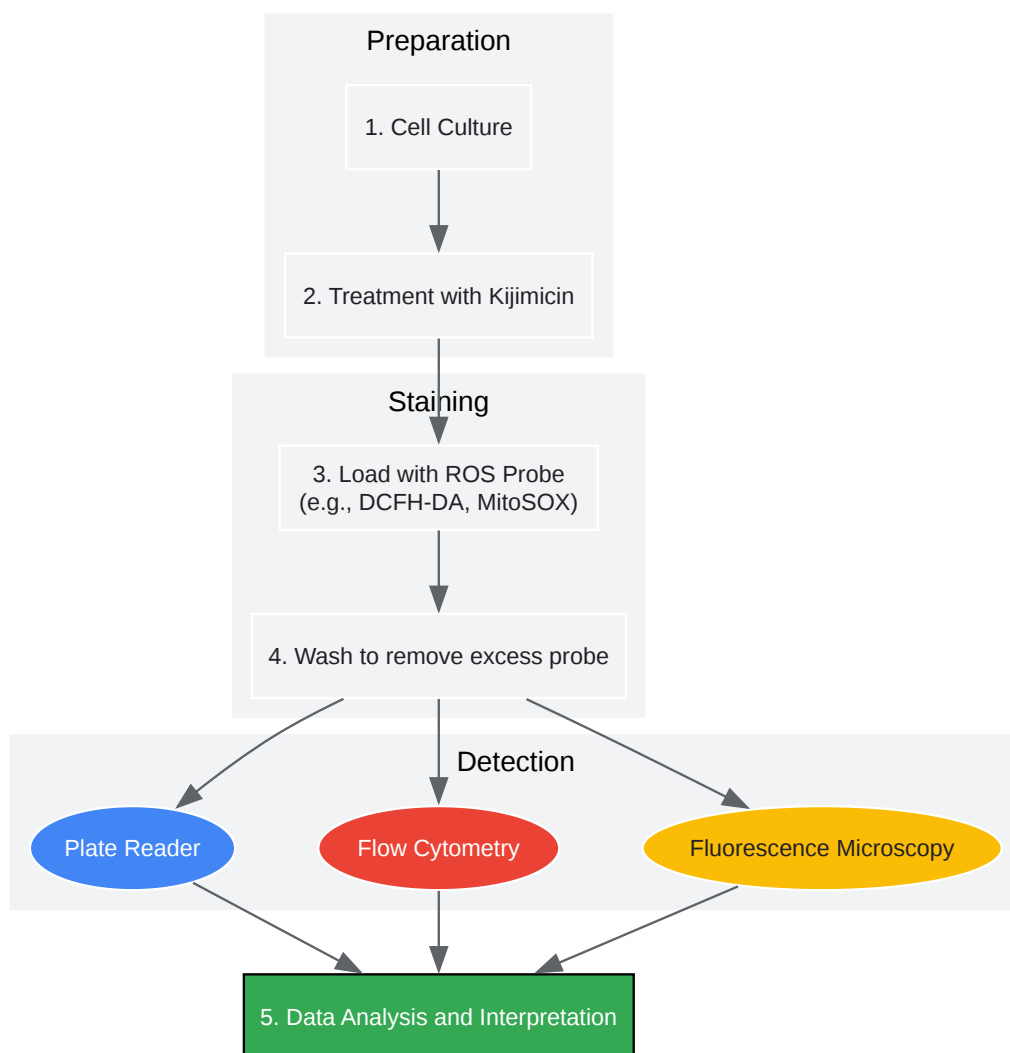 Preparation
1. Cell Culture
2. Treatment with Kijimicin
Staining
3. Load with ROS Probe
(e.g., DCFH-DA, MitoSOX)
4. Wash to remove excess probe
Detection
Plate Reader
Flow Cytometry
Fluorescence Microscopy
5. Data Analysis and Interpretation